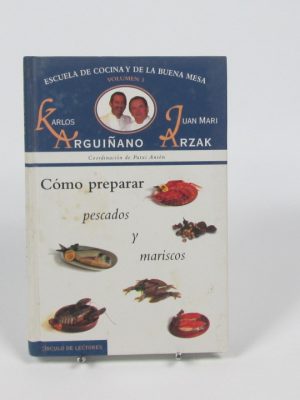 ESCUELA DE COCINA Y DE LA BUENA MESA
VOLUMEN 3
KARLOS ARGUIÑANO
JUAN MARI ARZAK
Coordinación de Patxi Antón
Cómo preparar
pescados
y
mariscos
CÍRCULO DE LECTORES